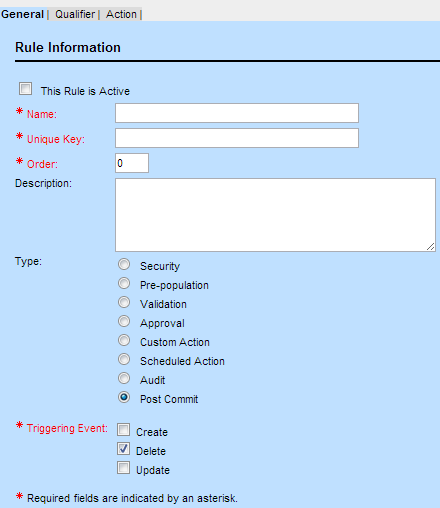 General | Qualifier | Action |
Rule Information
This Rule is Active
* Name:
* Unique Key:
* Order: 0
Description:
Type:
Security
Pre-population
Validation
Approval
Custom Action
Scheduled Action
Audit
Post Commit
* Triggering Event:
Create
Delete
Update
* Required fields are indicated by an asterisk.